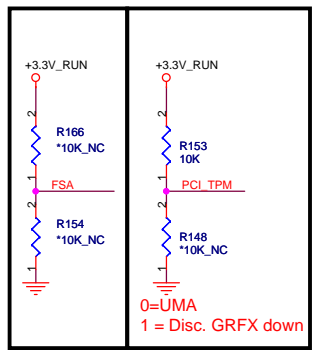 +3.3V_RUN
2
R166
*10K_NC
1
FSA
2
R154
*10K_NC
1
+3.3V_RUN
2
R153
10K
1
PCI_TPM
2
R148
*10K_NC
1
0=UMA
1 = Disc. GRFX down